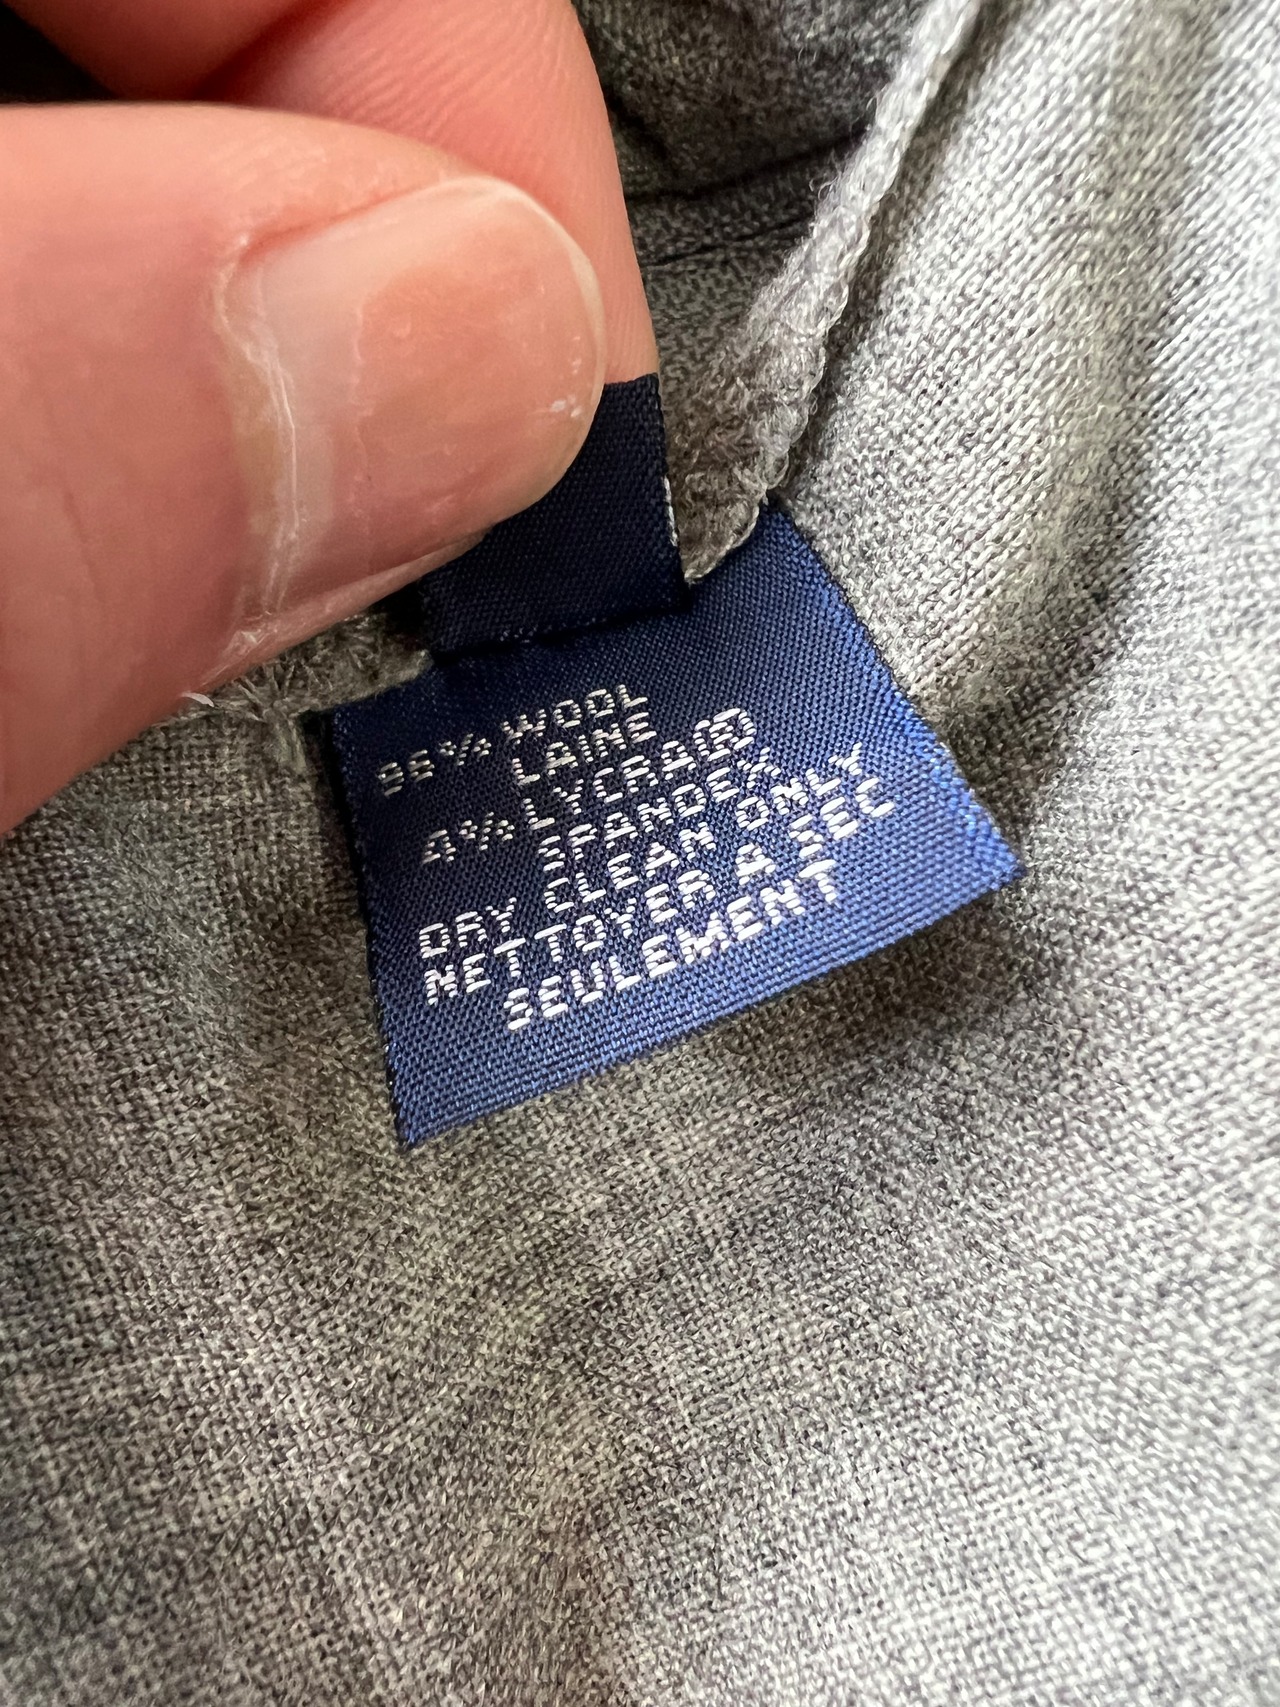 96% WOOL
LAINE
4% LYCRA®
SPANDEX
DRY CLEAN ONLY
NETTOYER A SEC
SEULEMENT